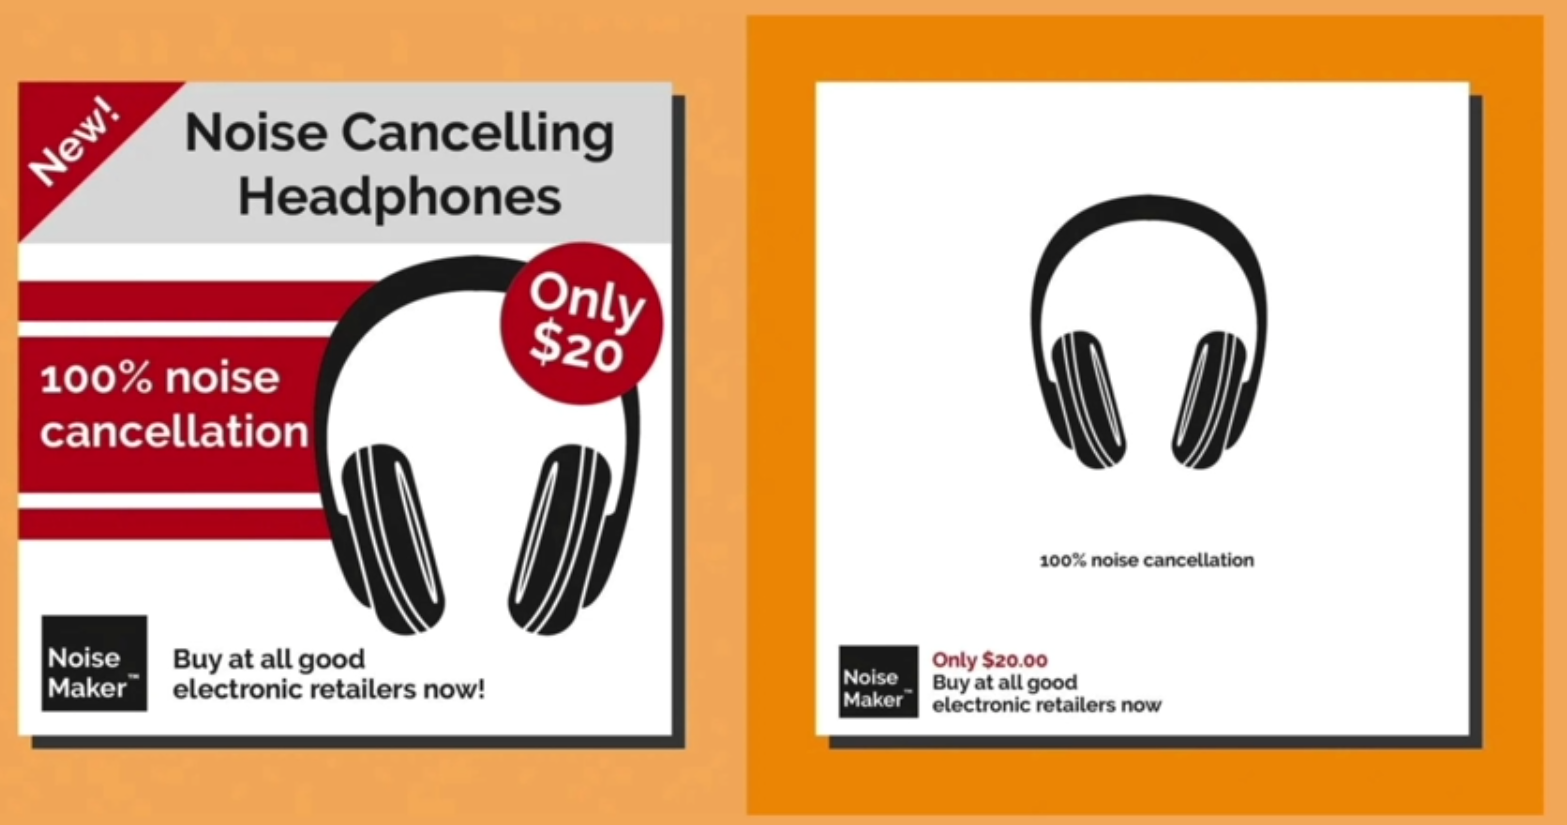 New!
Noise Cancelling
Headphones
Only
$20
100% noise
cancellation
Noise
Maker™
Buy at all good
electronic retailers now!
100% noise cancellation
Noise
Maker™
Only $20.00
Buy at all good
electronic retailers now